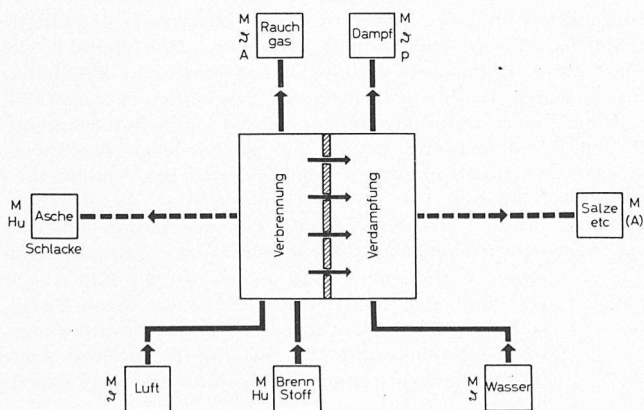 M
ϑ
A
Rauch
gas
M
ϑ
p
Dampf
Verbrennung
Verdampfung
M
Hu
Asche
Schlacke
Salze
etc
M
(A)
M
ϑ
Luft
M
Hu
Brenn
Stoff
M
ϑ
Wasser